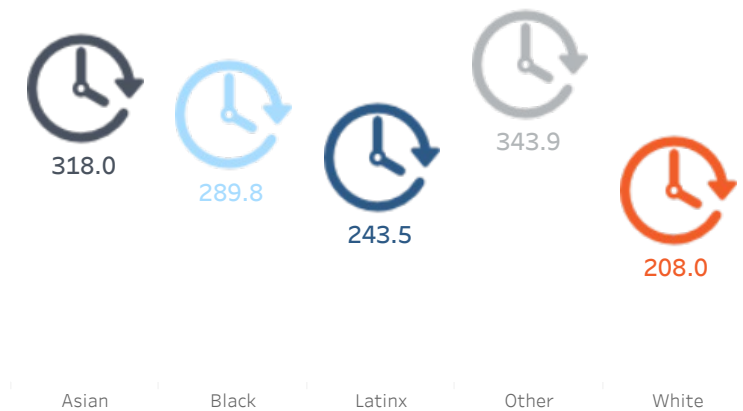 318.0
289.8
243.5
343.9
208.0
Asian
Black
Latinx
Other
White